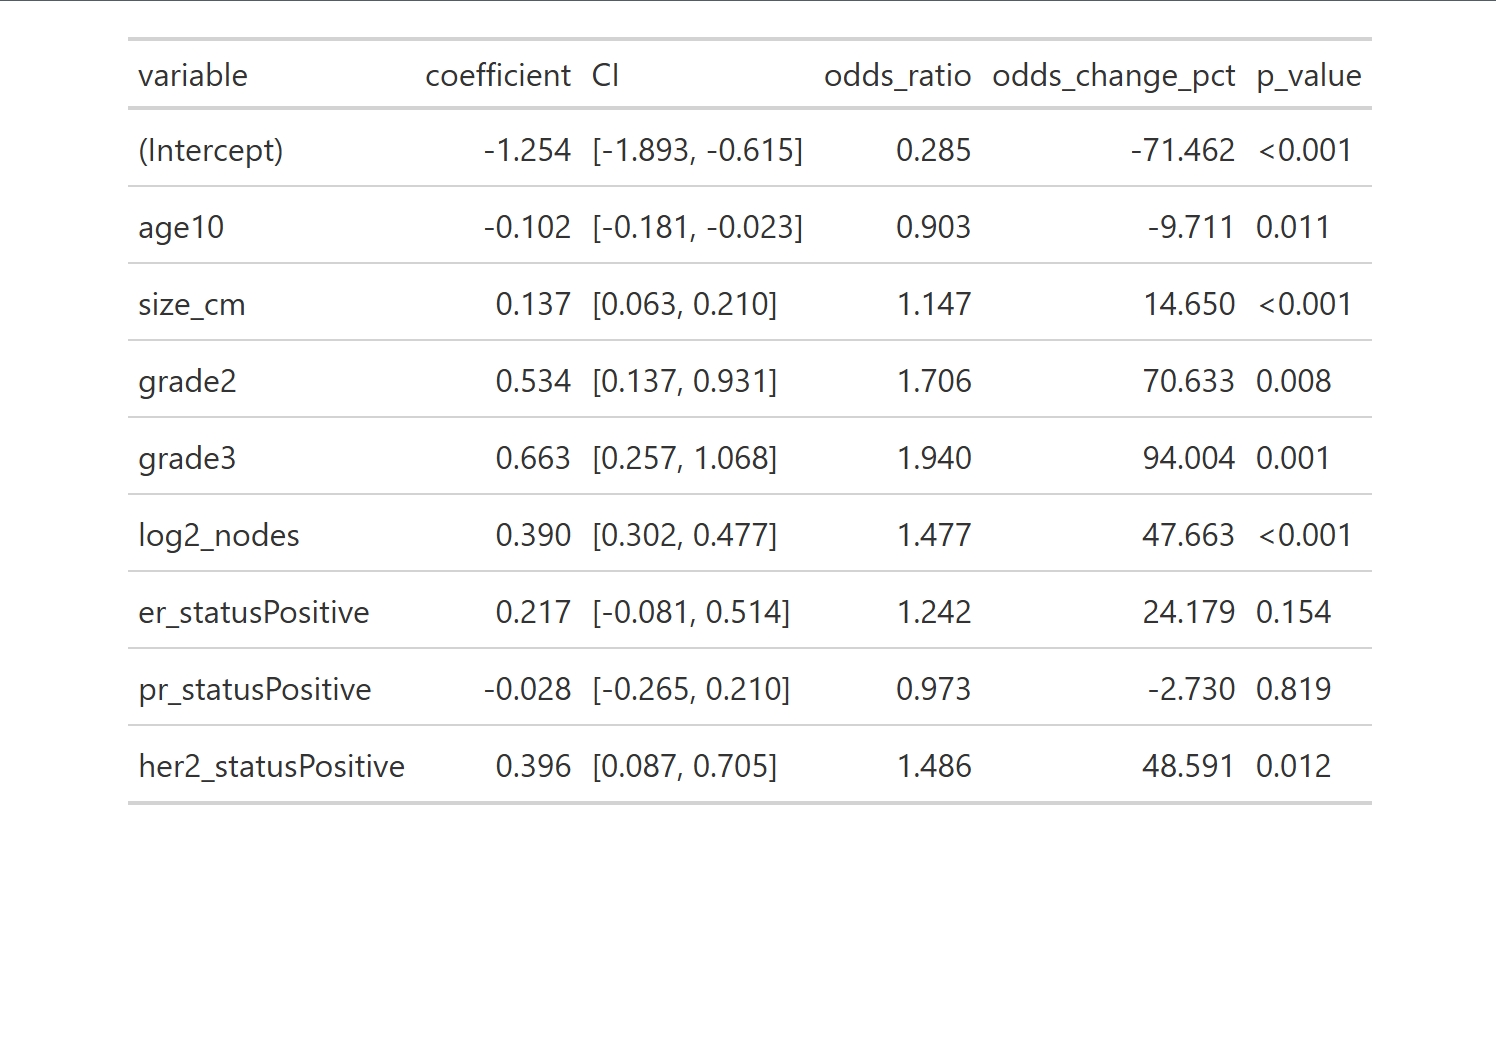 variable coefficient CI odds_ratio odds_change_pct p_value
(Intercept) -1.254 [-1.893, -0.615] 0.285 -71.462 <0.001
age10 -0.102 [-0.181, -0.023] 0.903 -9.711 0.011
size_cm 0.137 [0.063, 0.210] 1.147 14.650 <0.001
grade2 0.534 [0.137, 0.931] 1.706 70.633 0.008
grade3 0.663 [0.257, 1.068] 1.940 94.004 0.001
log2_nodes 0.390 [0.302, 0.477] 1.477 47.663 <0.001
er_statusPositive 0.217 [-0.081, 0.514] 1.242 24.179 0.154
pr_statusPositive -0.028 [-0.265, 0.210] 0.973 -2.730 0.819
her2_statusPositive 0.396 [0.087, 0.705] 1.486 48.591 0.012